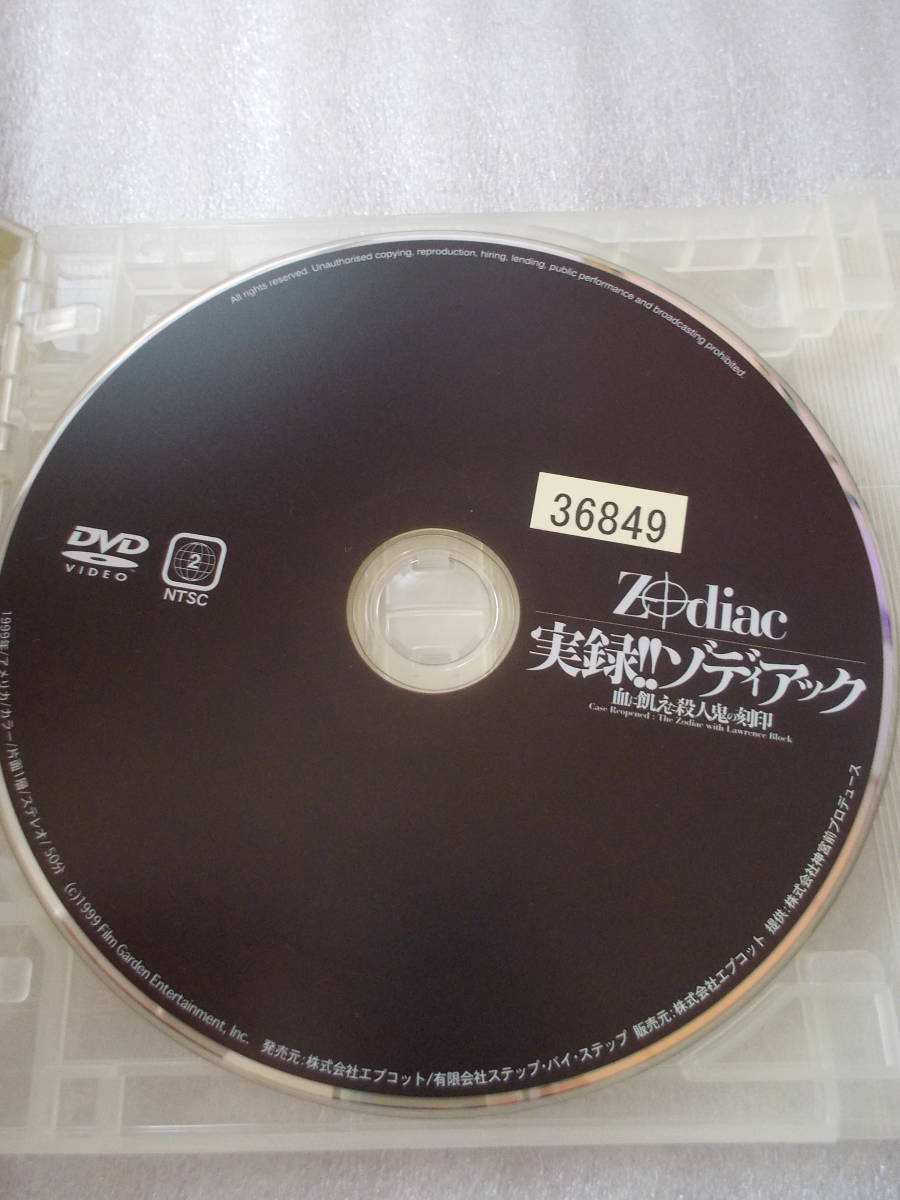 All rights reserved. Unauthorised copying, reproduction, hiring, lending, public performance and broadcasting prohibited.
36849
DVD
VIDEO™
2
NTSC
Zodiac
実録!!ゾディアック
血に飢えた殺人鬼の刻印
Case Reopened : The Zodiac with Lawrence Block
1999年/アメリカ/カラー/片面1層/ステレオ/50分 (c)1999 Film Garden Entertainment, Inc. 発売元:株式会社エプコット/有限会社ステップ・バイ・ステップ 販売元:株式会社エプコット 提供:株式会社神宮前プロデュース